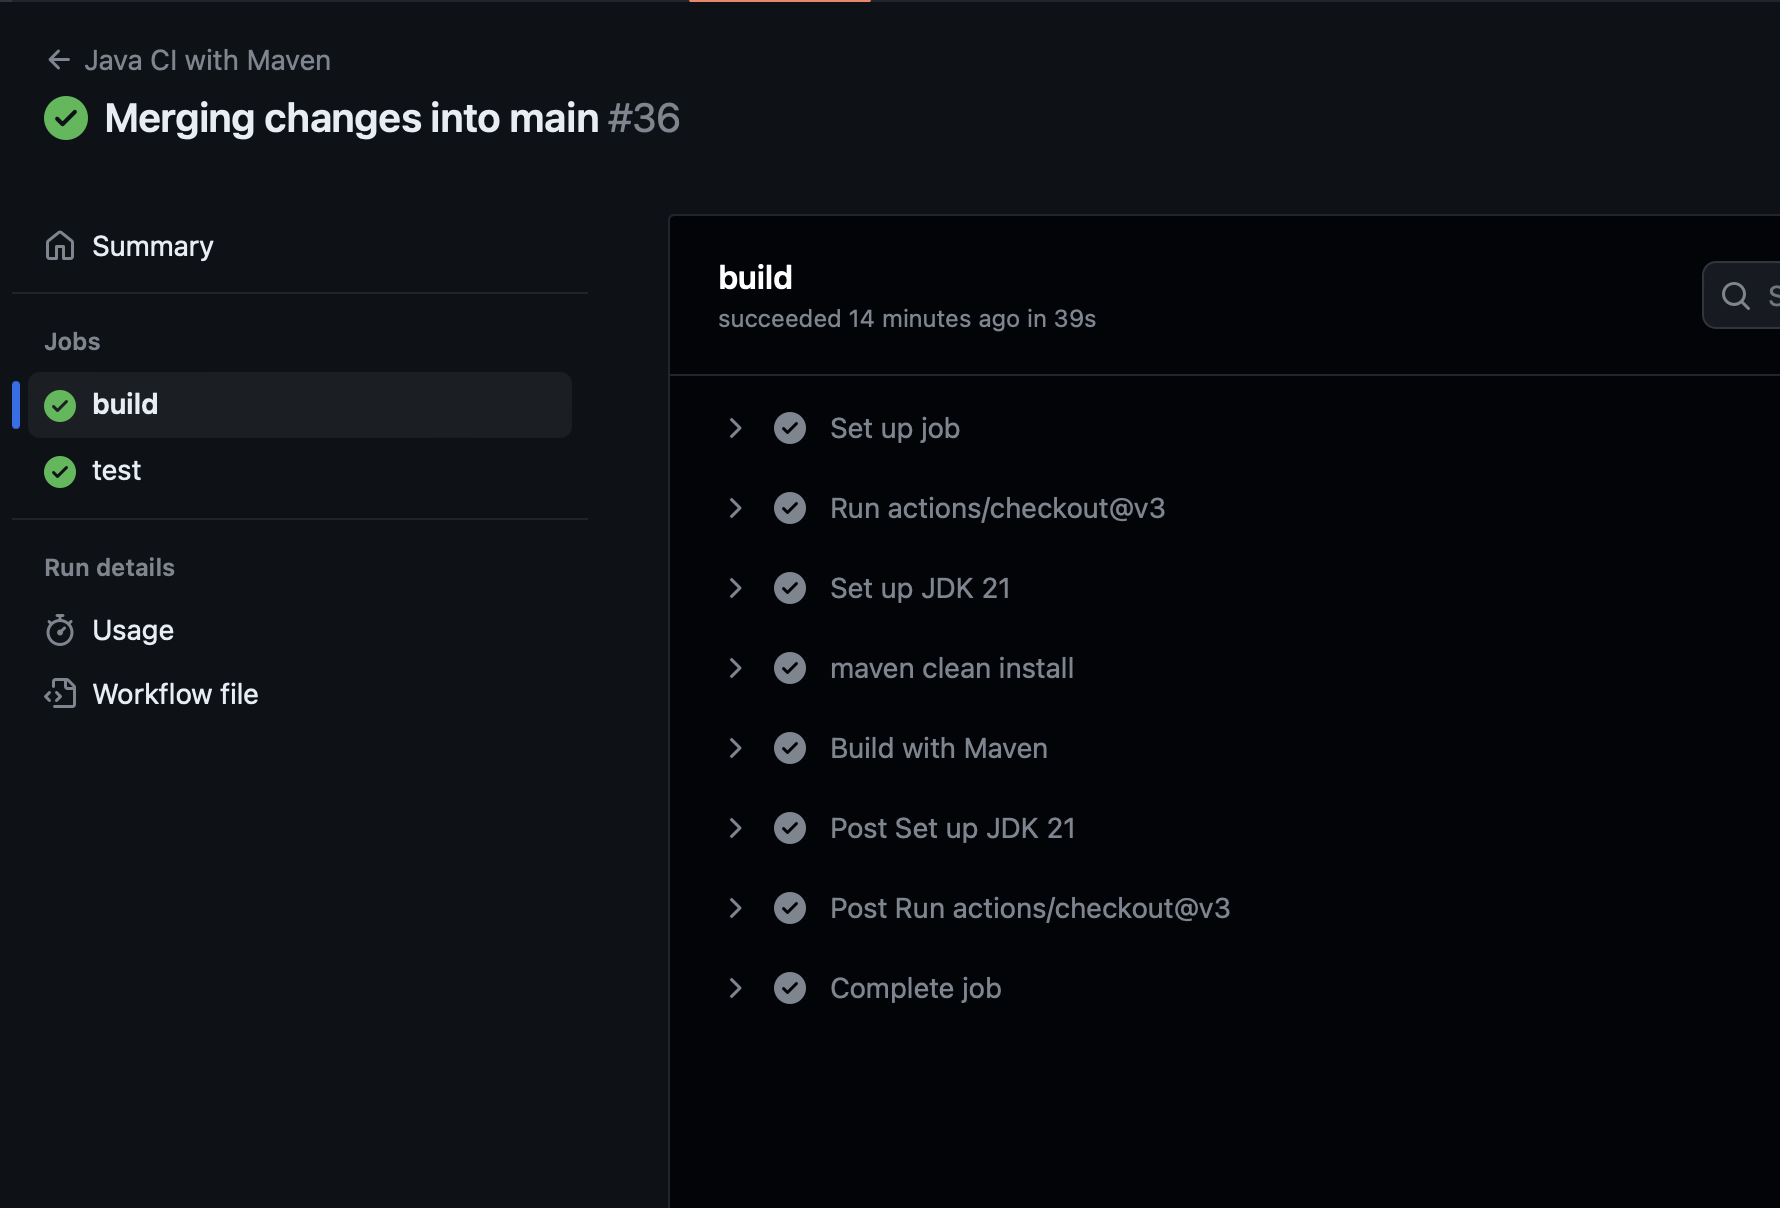 Java CI with Maven
Merging changes into main #36
Summary
Jobs
build
test
Run details
Usage
Workflow file
build
succeeded 14 minutes ago in 39s
Set up job
Run actions/checkout@v3
Set up JDK 21
maven clean install
Build with Maven
Post Set up JDK 21
Post Run actions/checkout@v3
Complete job